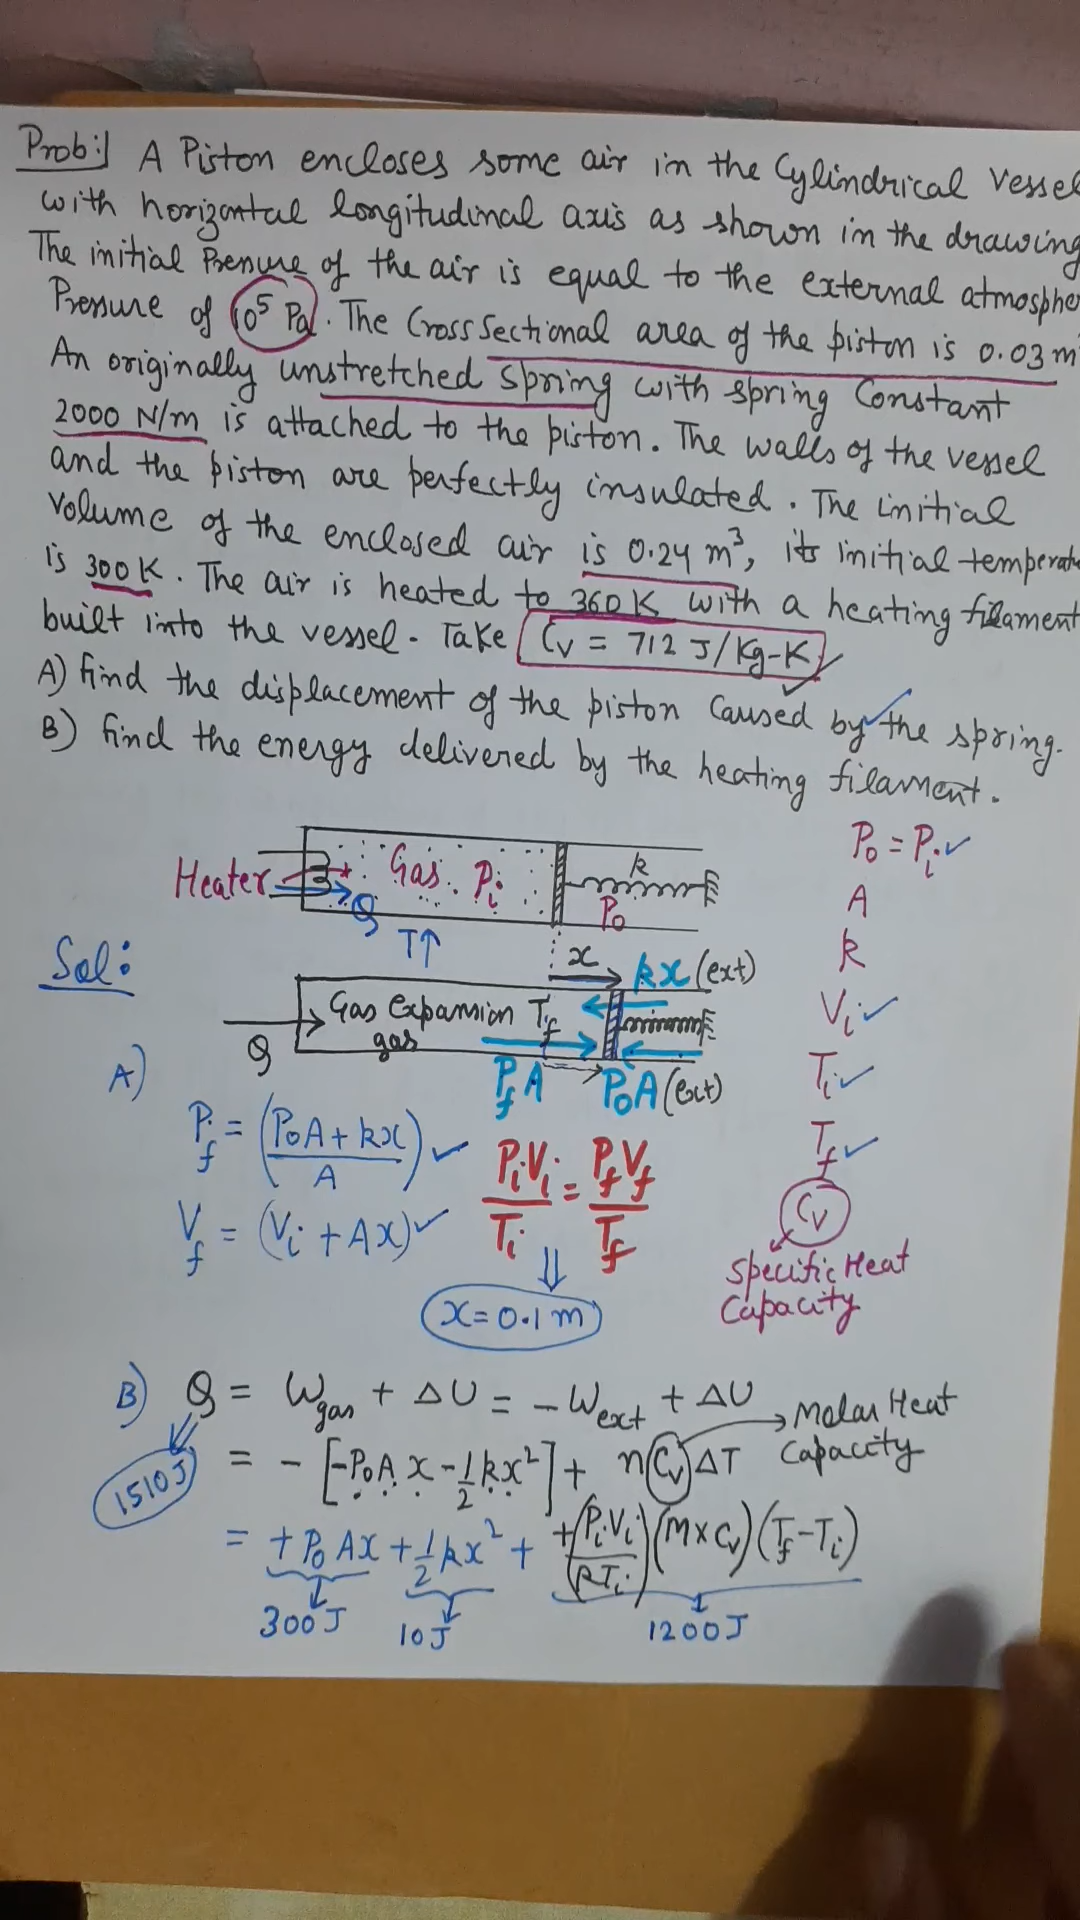 Prob:| A Piston encloses some air in the Cylindrical Vessel
with horizontal longitudinal axis as shown in the drawing
The initial Pressure of the air is equal to the external atmospher
Pressure of 10⁵ Pa. The Cross Sectional area of the piston is 0.03 m²
An originally unstretched spring with spring Constant
2000 N/m is attached to the piston. The walls of the vessel
and the piston are perfectly insulated. The initial
Volume of the enclosed air is 0.24 m³, its initial temperatu
is 300 K. The air is heated to 360 K with a heating filament
built into the vessel. Take Cv = 712 J/Kg-K
A) find the displacement of the piston caused by the spring.
B) find the energy delivered by the heating filament.
Heater Gas Pi k P₀
Q T↑
P₀ = Pi ✓
A
k
Vi ✓
Ti ✓
Tf ✓
Cv
Specific Heat
Capacity
Sol:
x kx (ext)
Gas Expansion Tf
gas
Q
PfA P₀A (ext)
A)
Pf = (P₀A + kx / A) ✓
Vf = (Vi + Ax) ✓
PiVi / Ti = PfVf / Tf
⇓
x = 0.1 m
B) Q = Wgas + ΔU = -Wext + ΔU
1510 J
= - [-P₀A x - 1/2 kx²] + n Cv ΔT → Molar Heat Capacity
= + P₀ Ax + 1/2 kx² + + (PiVi / RTi) (M × Cv) (Tf - Ti)
300 J 10 J 1200 J